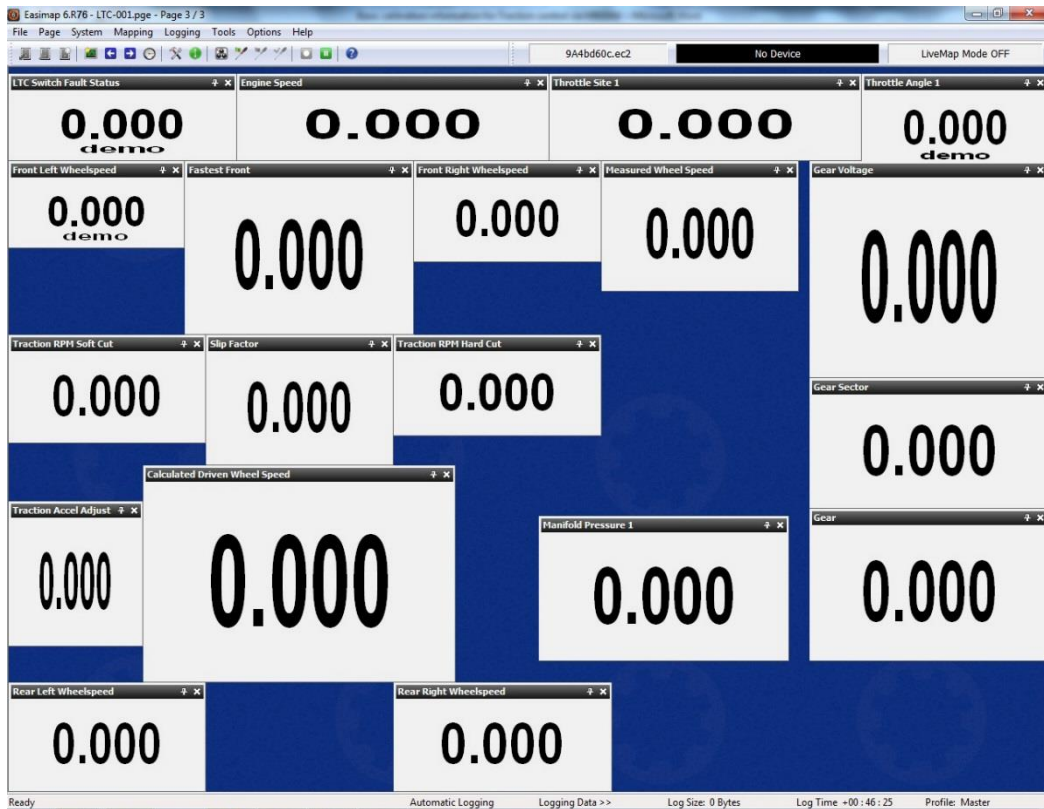 Easimap 6.R76 - LTC-001.pge - Page 3 / 3
File Page System Mapping Logging Tools Options Help
9A4bd60c.ec2 No Device LiveMap Mode OFF
LTC Switch Fault Status Engine Speed Throttle Site 1 Throttle Angle 1
0.000 0.000 0.000 0.000
demo demo
Front Left Wheelspeed Fastest Front Front Right Wheelspeed Measured Wheel Speed Gear Voltage
0.000 0.000 0.000 0.000 0.000
demo
Traction RPM Soft Cut Slip Factor Traction RPM Hard Cut
0.000 0.000 0.000
Gear Sector
0.000
Calculated Driven Wheel Speed
0.000
Traction Accel Adjust
0.000
Manifold Pressure 1
0.000
Gear
0.000
Rear Left Wheelspeed Rear Right Wheelspeed
0.000 0.000
Ready Automatic Logging Logging Data >> Log Size: 0 Bytes Log Time +00 : 46 : 25 Profile: Master